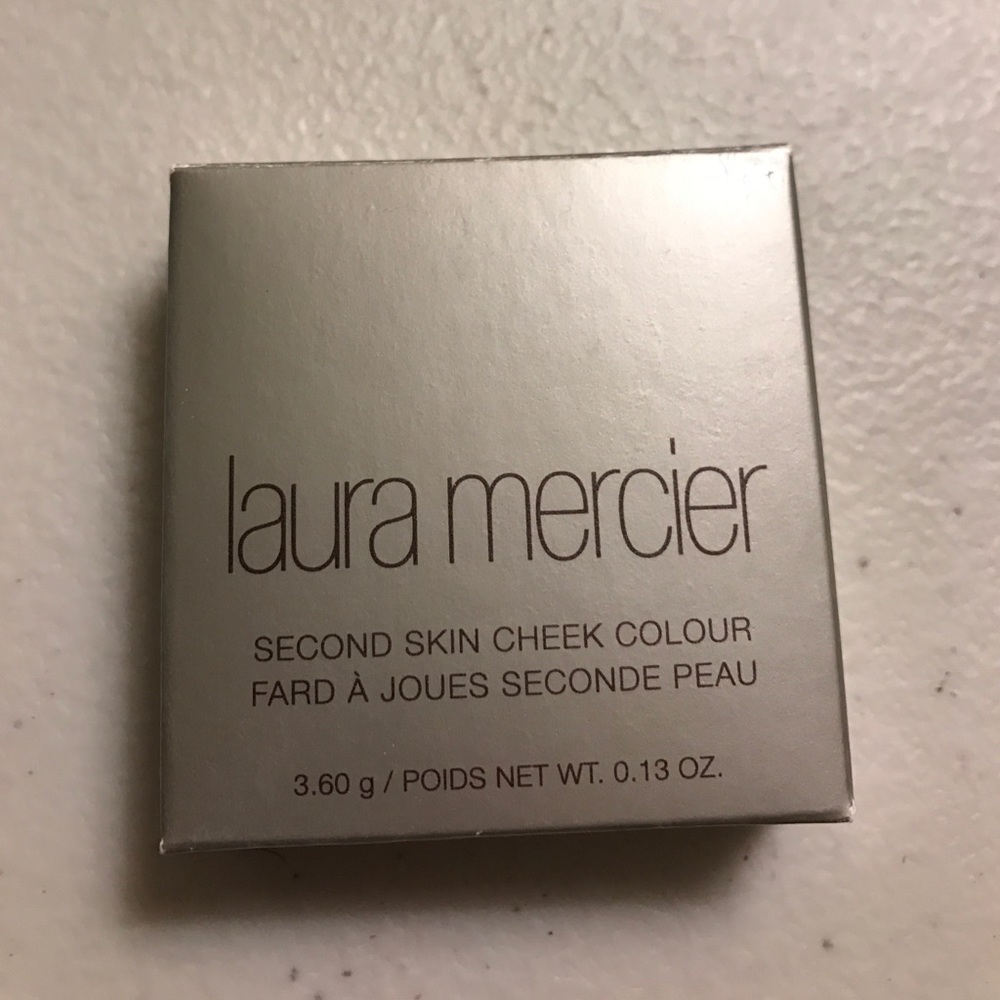 laura mercier
SECOND SKIN CHEEK COLOUR
FARD À JOUES SECONDE PEAU
3.60 g / POIDS NET WT. 0.13 OZ.